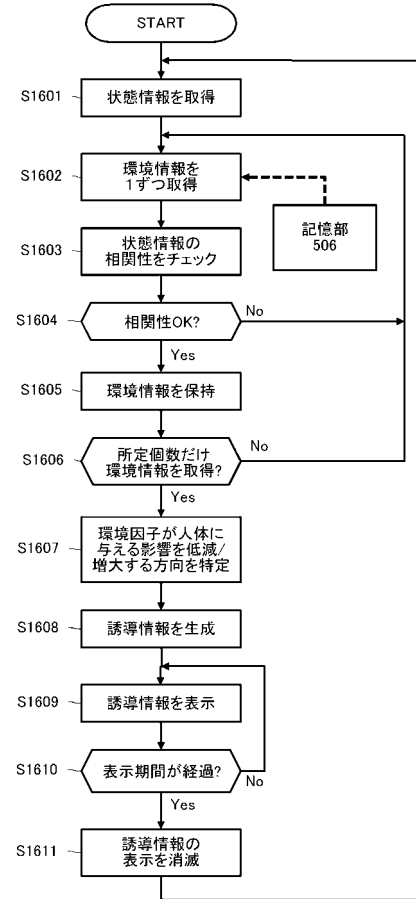 START
S1601
状態情報を取得
S1602
環境情報を
1ずつ取得
記憶部
506
S1603
状態情報の
相関性をチェック
S1604
相関性OK?
No
Yes
S1605
環境情報を保持
S1606
所定個数だけ
環境情報を取得?
No
Yes
S1607
環境因子が人体に
与える影響を低減/
増大する方向を特定
S1608
誘導情報を生成
S1609
誘導情報を表示
S1610
表示期間が経過?
No
Yes
S1611
誘導情報の
表示を消滅